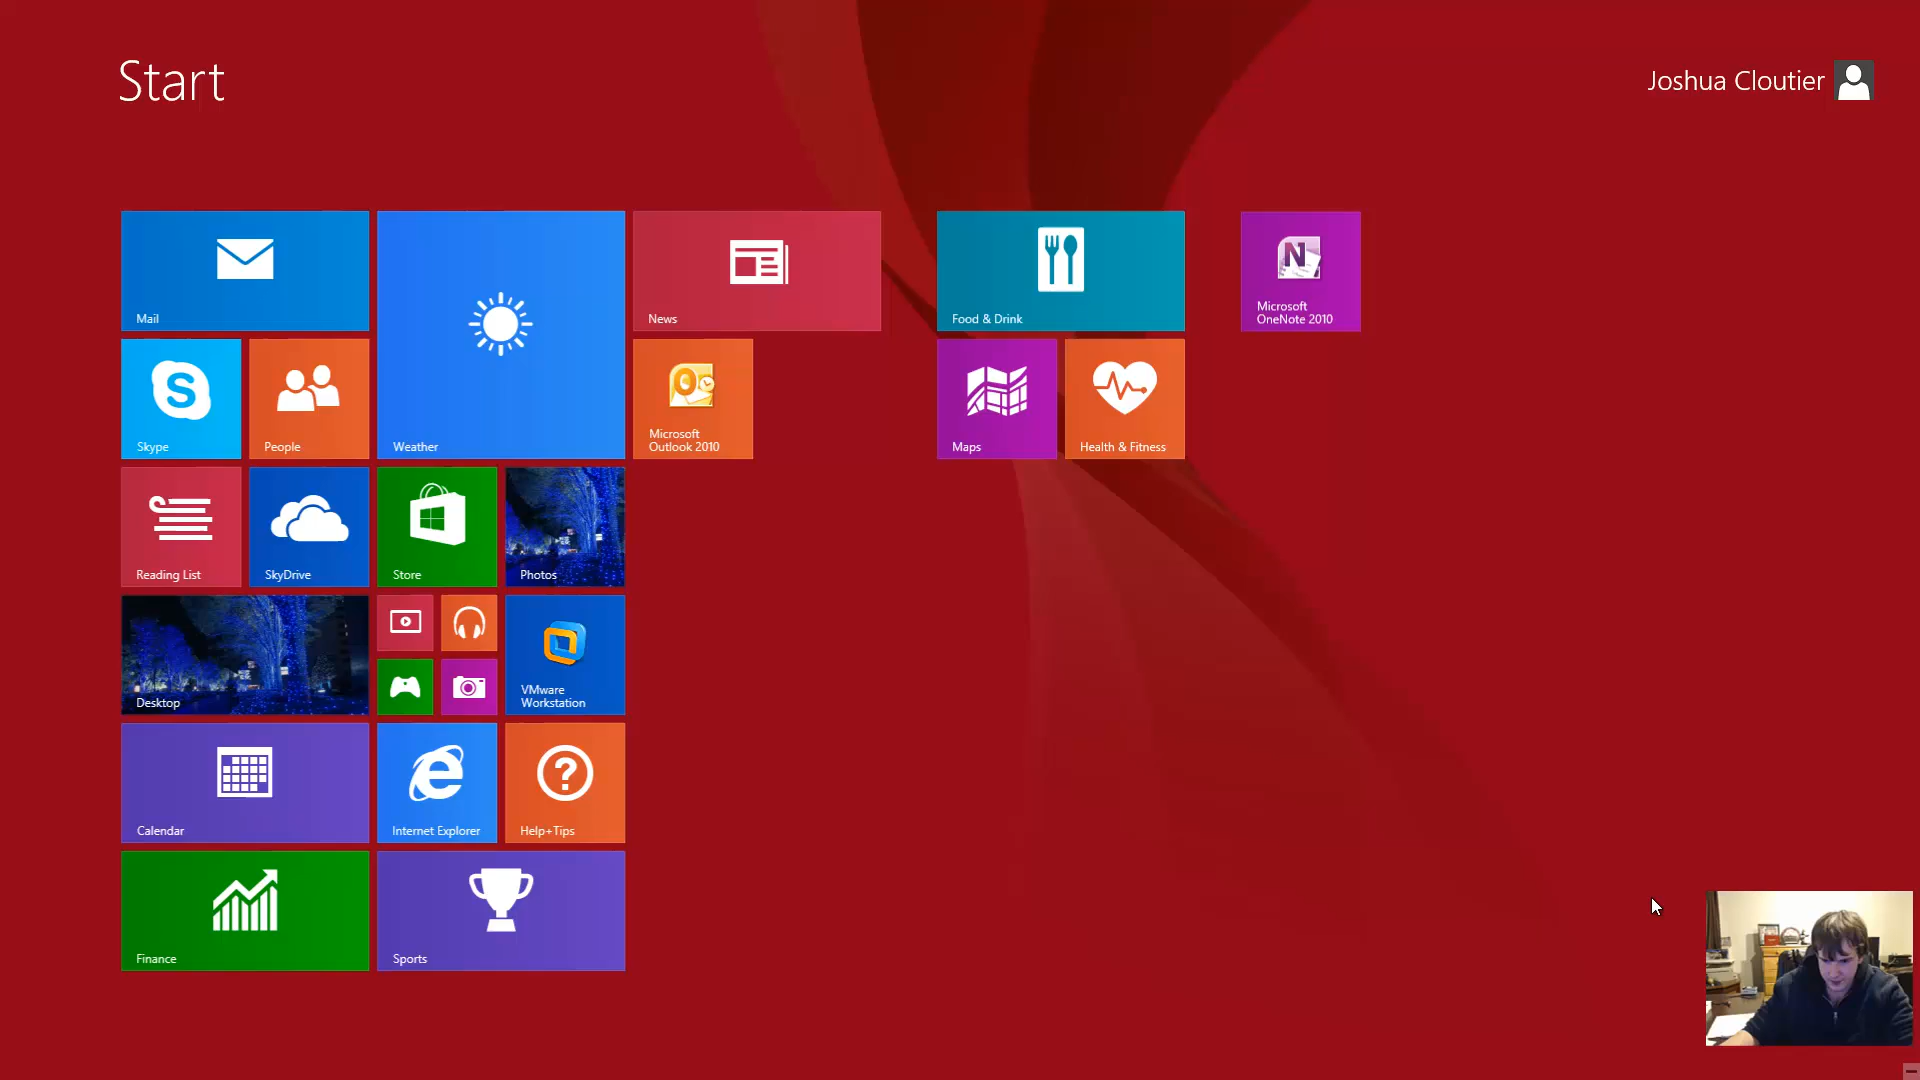 Start
Joshua Cloutier
Mail
News
Food & Drink
Microsoft
OneNote 2010
Skype
People
Weather
Microsoft
Outlook 2010
Maps
Health & Fitness
Reading List
SkyDrive
Store
Photos
Desktop
VMware
Workstation
Calendar
Internet Explorer
Help+Tips
Finance
Sports